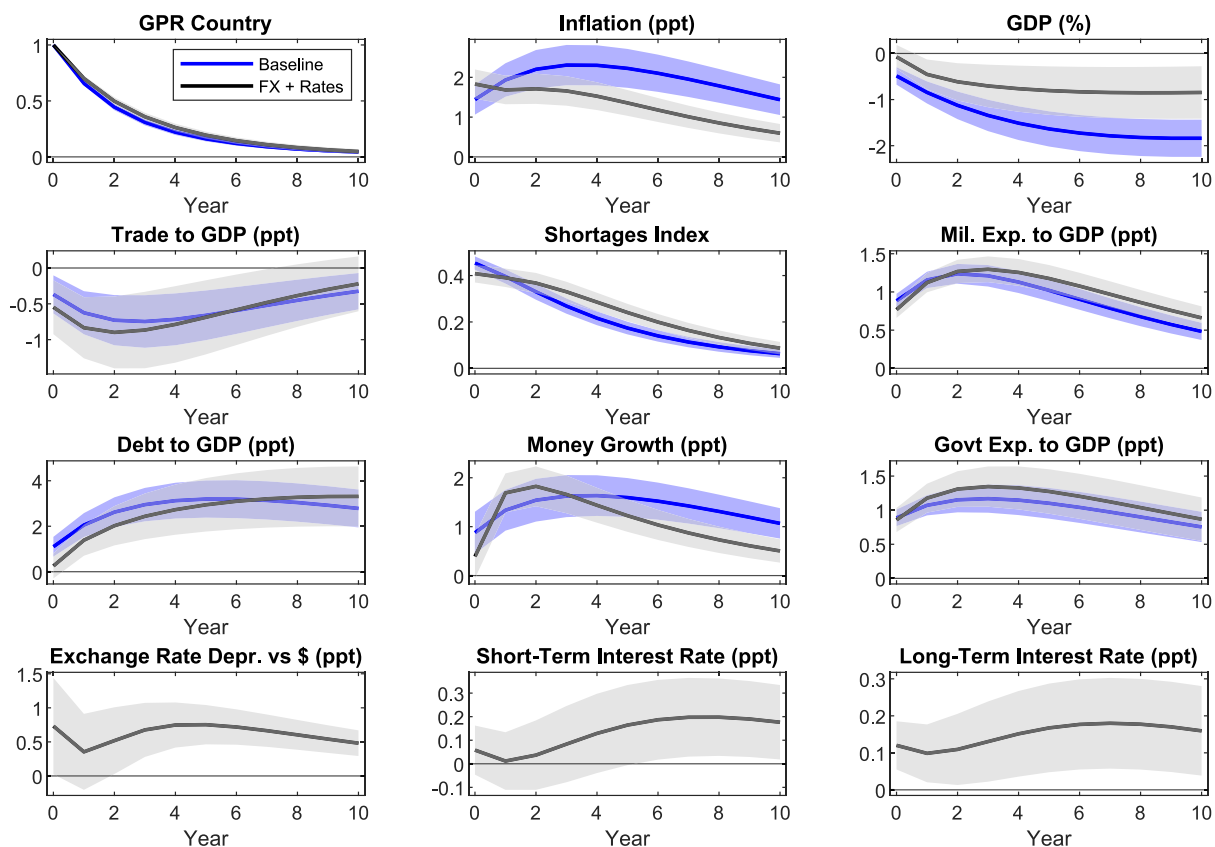 GPR Country
1
0.5
0
0 2 4 6 8 10
Year
Baseline
FX + Rates
Inflation (ppt)
2
1
0
0 2 4 6 8 10
Year
GDP (%)
0
-1
-2
0 2 4 6 8 10
Year
Trade to GDP (ppt)
0
-0.5
-1
0 2 4 6 8 10
Year
Shortages Index
0.4
0.2
0
0 2 4 6 8 10
Year
Mil. Exp. to GDP (ppt)
1.5
1
0.5
0
0 2 4 6 8 10
Year
Debt to GDP (ppt)
4
2
0
0 2 4 6 8 10
Year
Money Growth (ppt)
2
1
0
0 2 4 6 8 10
Year
Govt Exp. to GDP (ppt)
1.5
1
0.5
0
0 2 4 6 8 10
Year
Exchange Rate Depr. vs $ (ppt)
1.5
1
0.5
0
0 2 4 6 8 10
Year
Short-Term Interest Rate (ppt)
0.3
0.2
0.1
0
-0.1
0 2 4 6 8 10
Year
Long-Term Interest Rate (ppt)
0.3
0.2
0.1
0
0 2 4 6 8 10
Year